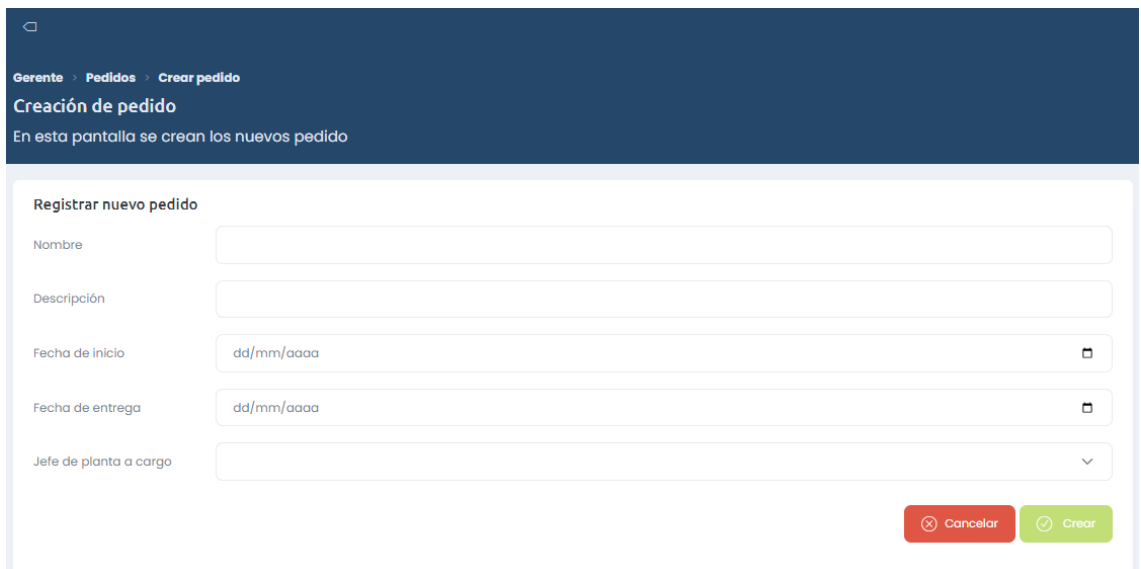 Gerente > Pedidos > Crear pedido
Creación de pedido
En esta pantalla se crean los nuevos pedido
Registrar nuevo pedido
Nombre
Descripción
Fecha de inicio dd/mm/aaaa
Fecha de entrega dd/mm/aaaa
Jefe de planta a cargo
Cancelar Crear